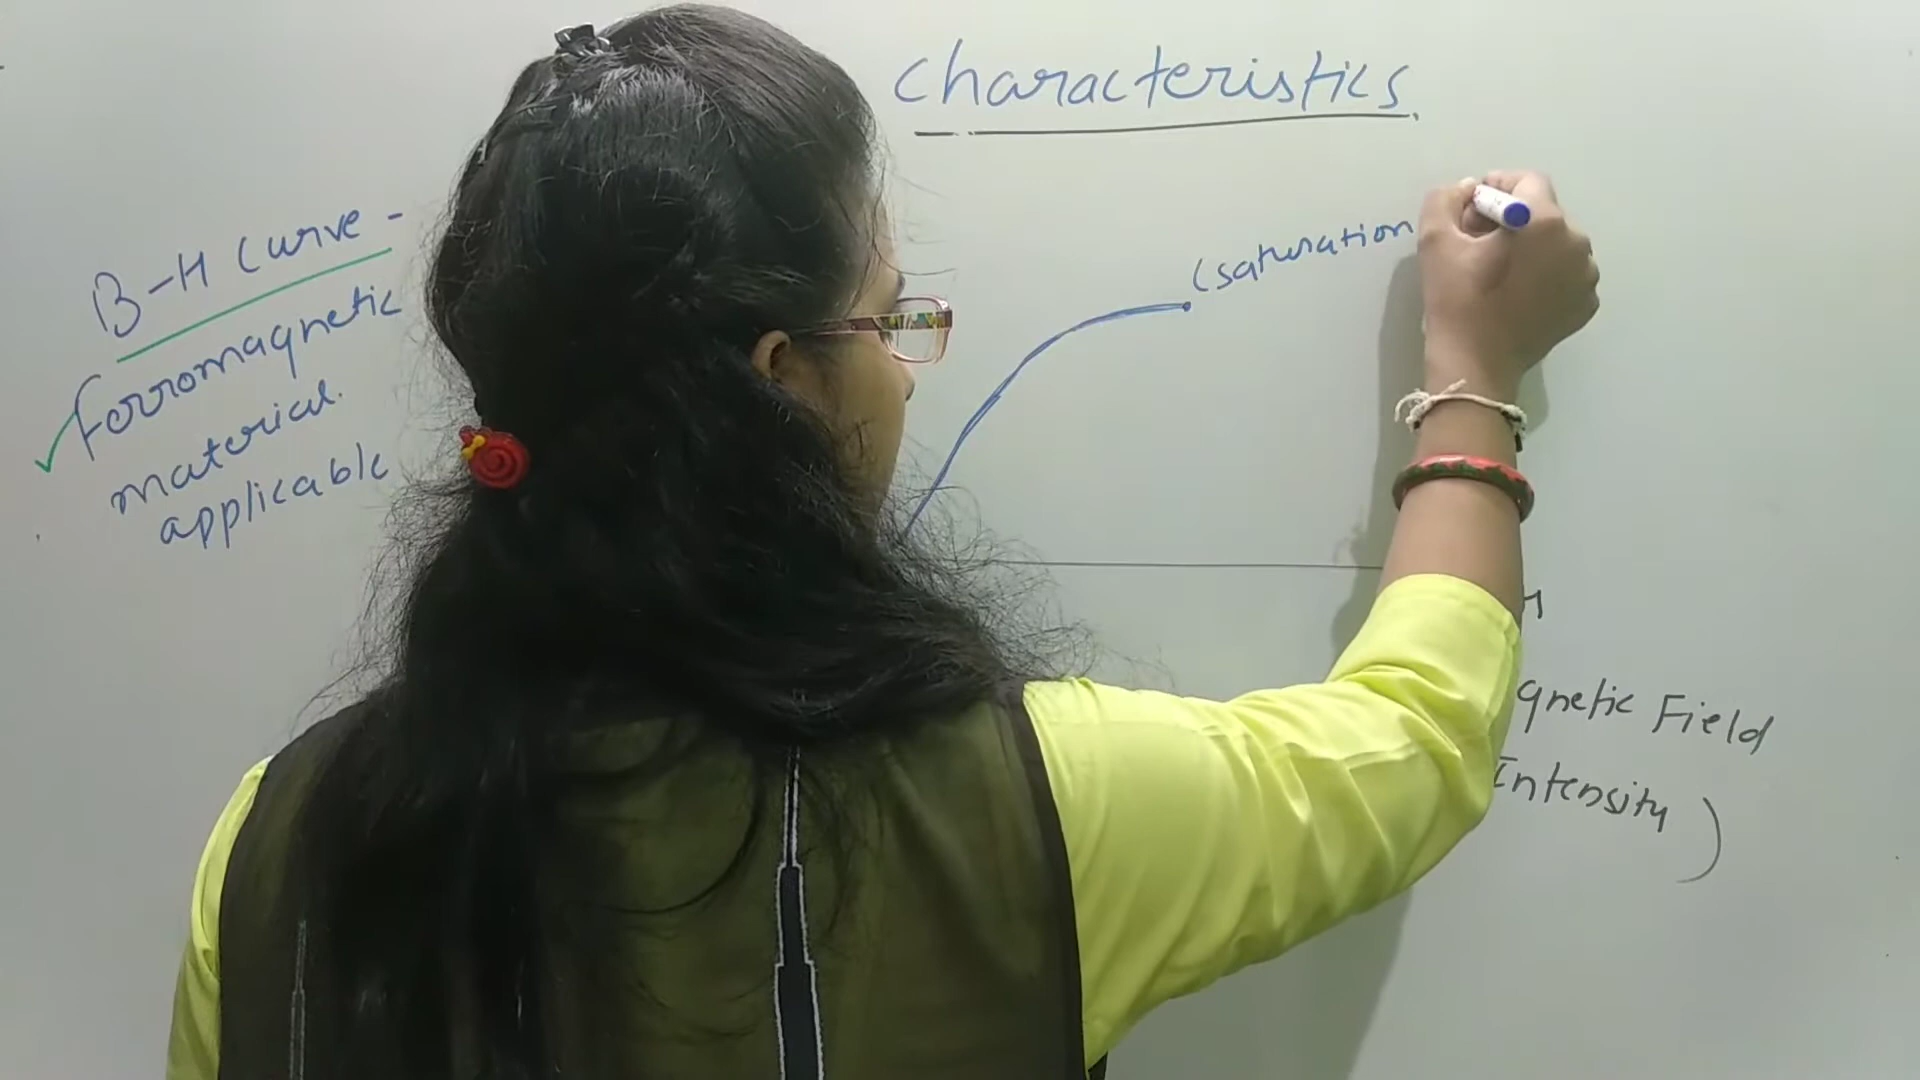 Characteristics
B-H Curve -
Ferromagnetic
material.
applicable
(saturation
H
gnetic Field
Intensity)